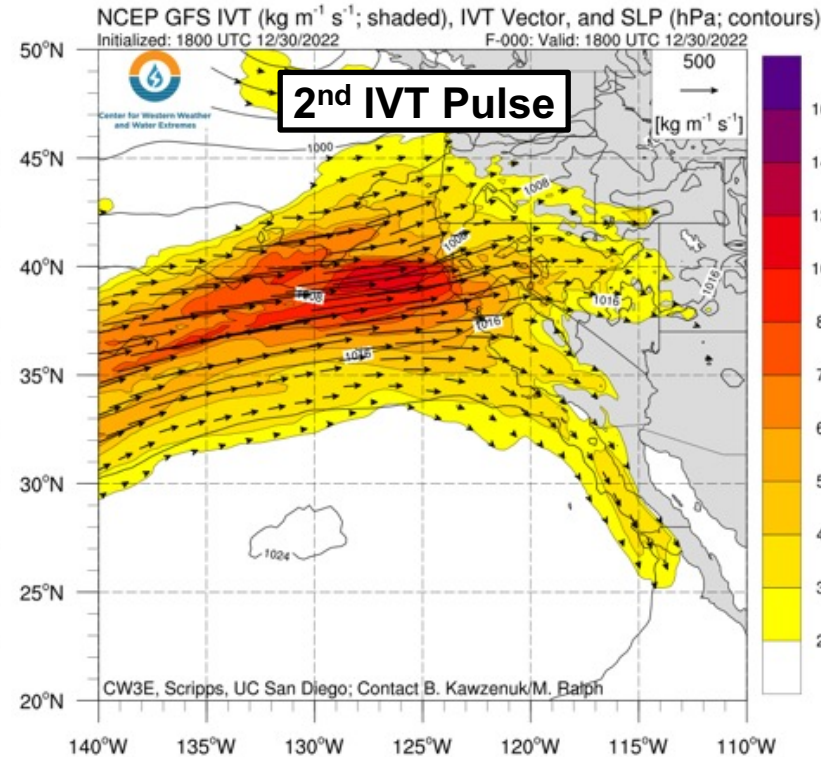 NCEP GFS IVT (kg m⁻¹ s⁻¹; shaded), IVT Vector, and SLP (hPa; contours)
Initialized: 1800 UTC 12/30/2022 F-000: Valid: 1800 UTC 12/30/2022
2nd IVT Pulse
Center for Western Weather
and Water Extremes
500
[kg m⁻¹ s⁻¹]
50°N
45°N
40°N
35°N
30°N
25°N
20°N
1000
1008
1008
1016
1016
1016
1016
1024
CW3E, Scripps, UC San Diego; Contact B. Kawzenuk/M. Ralph
140°W 135°W 130°W 125°W 120°W 115°W 110°W